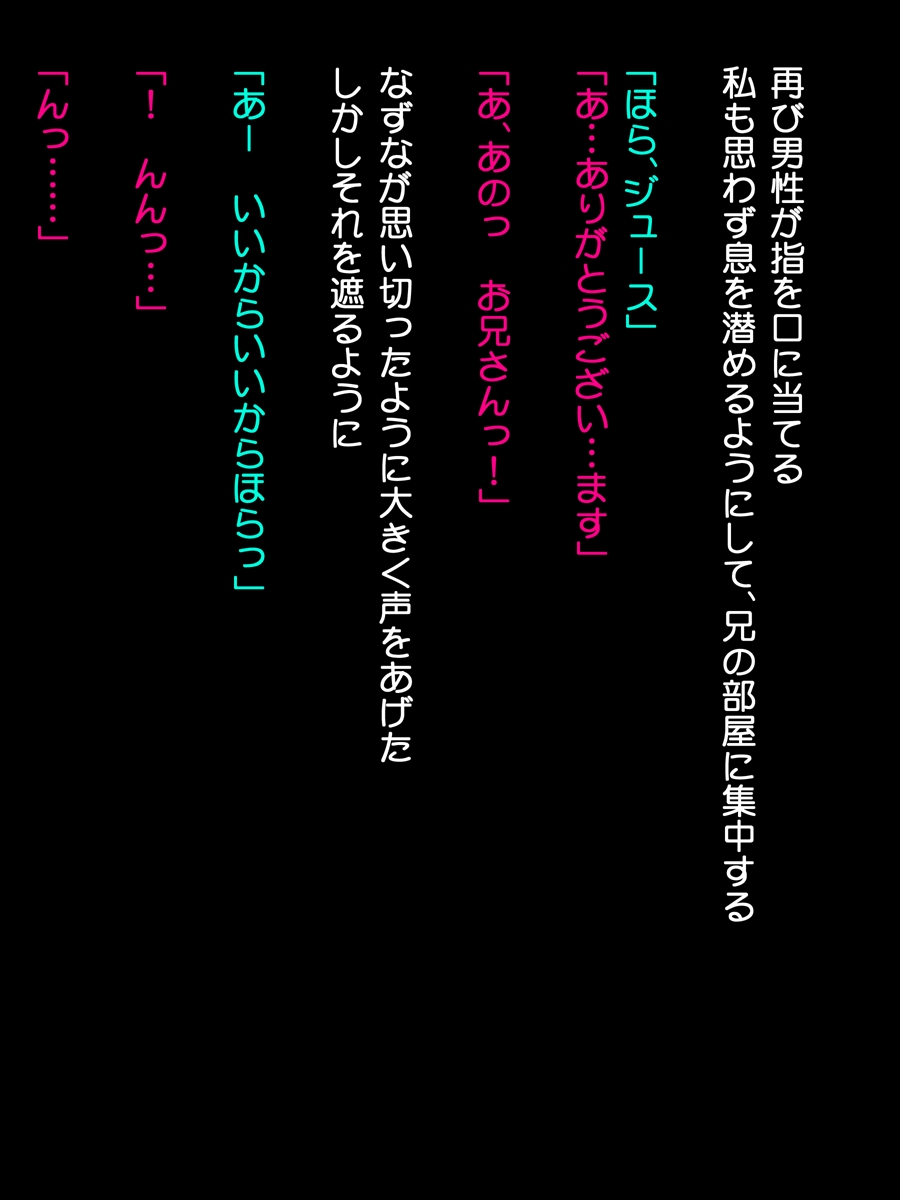 再び男性が指を口に当てる
私も思わず息を潜めるようにして、兄の部屋に集中する
「ほら、ジュース」
「あ…ありがとうござい…ます」
「あ、あのっ　お兄さんっ！」
なずなが思い切ったように大きく声をあげた
しかしそれを遮るように
「あー　いいからいいからほらっ」
「！　んんっ…」
「んっ……」